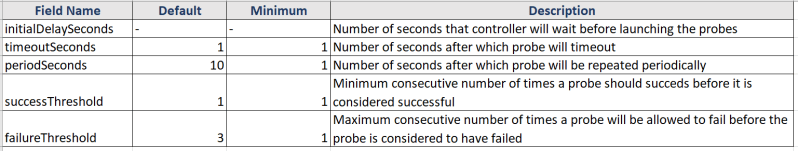 Field Name Default Minimum Description
initialDelaySeconds - - Number of seconds that controller will wait before launching the probes
timeoutSeconds 1 1 Number of seconds after which probe will timeout
periodSeconds 10 1 Number of seconds after which probe will be repeated periodically
Minimum consecutive number of times a probe should succeds before it is
successThreshold 1 1 considered successful
Maximum consecutive number of times a probe will be allowed to fail before the
failureThreshold 3 1 probe is considered to have failed